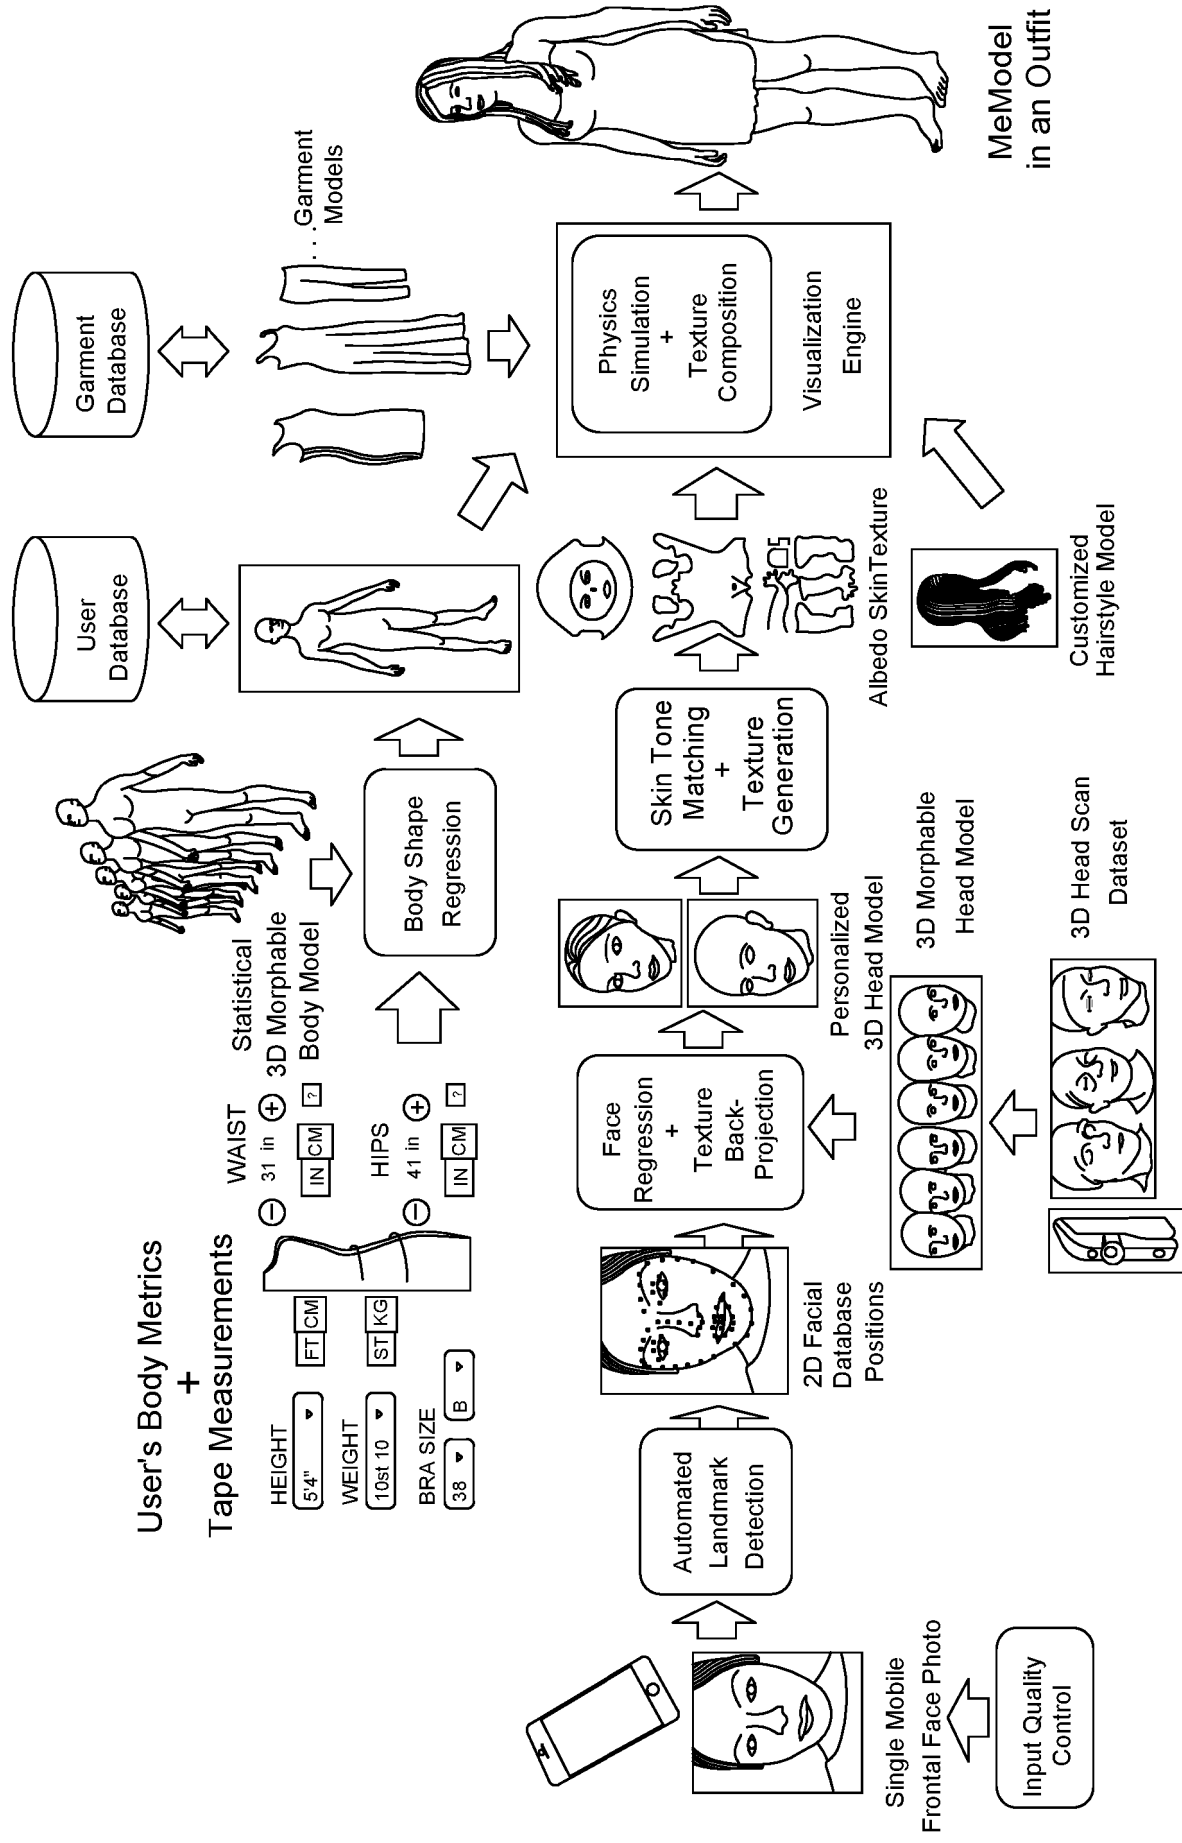 User's Body Metrics
+
Tape Measurements
HEIGHT
5'4"
FT CM
WEIGHT
10st 10
ST KG
BRA SIZE
38
B
WAIST
31 in
IN CM ?
HIPS
41 in
IN CM ?
Statistical
3D Morphable
Body Model
Body Shape
Regression
User
Database
Garment
Database
. . . Garment
Models
Single Mobile
Frontal Face Photo
Input Quality
Control
Automated
Landmark
Detection
2D Facial
Database
Positions
Face
Regression
+
Texture
Back-
Projection
Personalized
3D Head Model
3D Morphable
Head Model
3D Head Scan
Dataset
Skin Tone
Matching
+
Texture
Generation
Albedo SkinTexture
Customized
Hairstyle Model
Physics
Simulation
+
Texture
Composition
Visualization
Engine
MeModel
in an Outfit